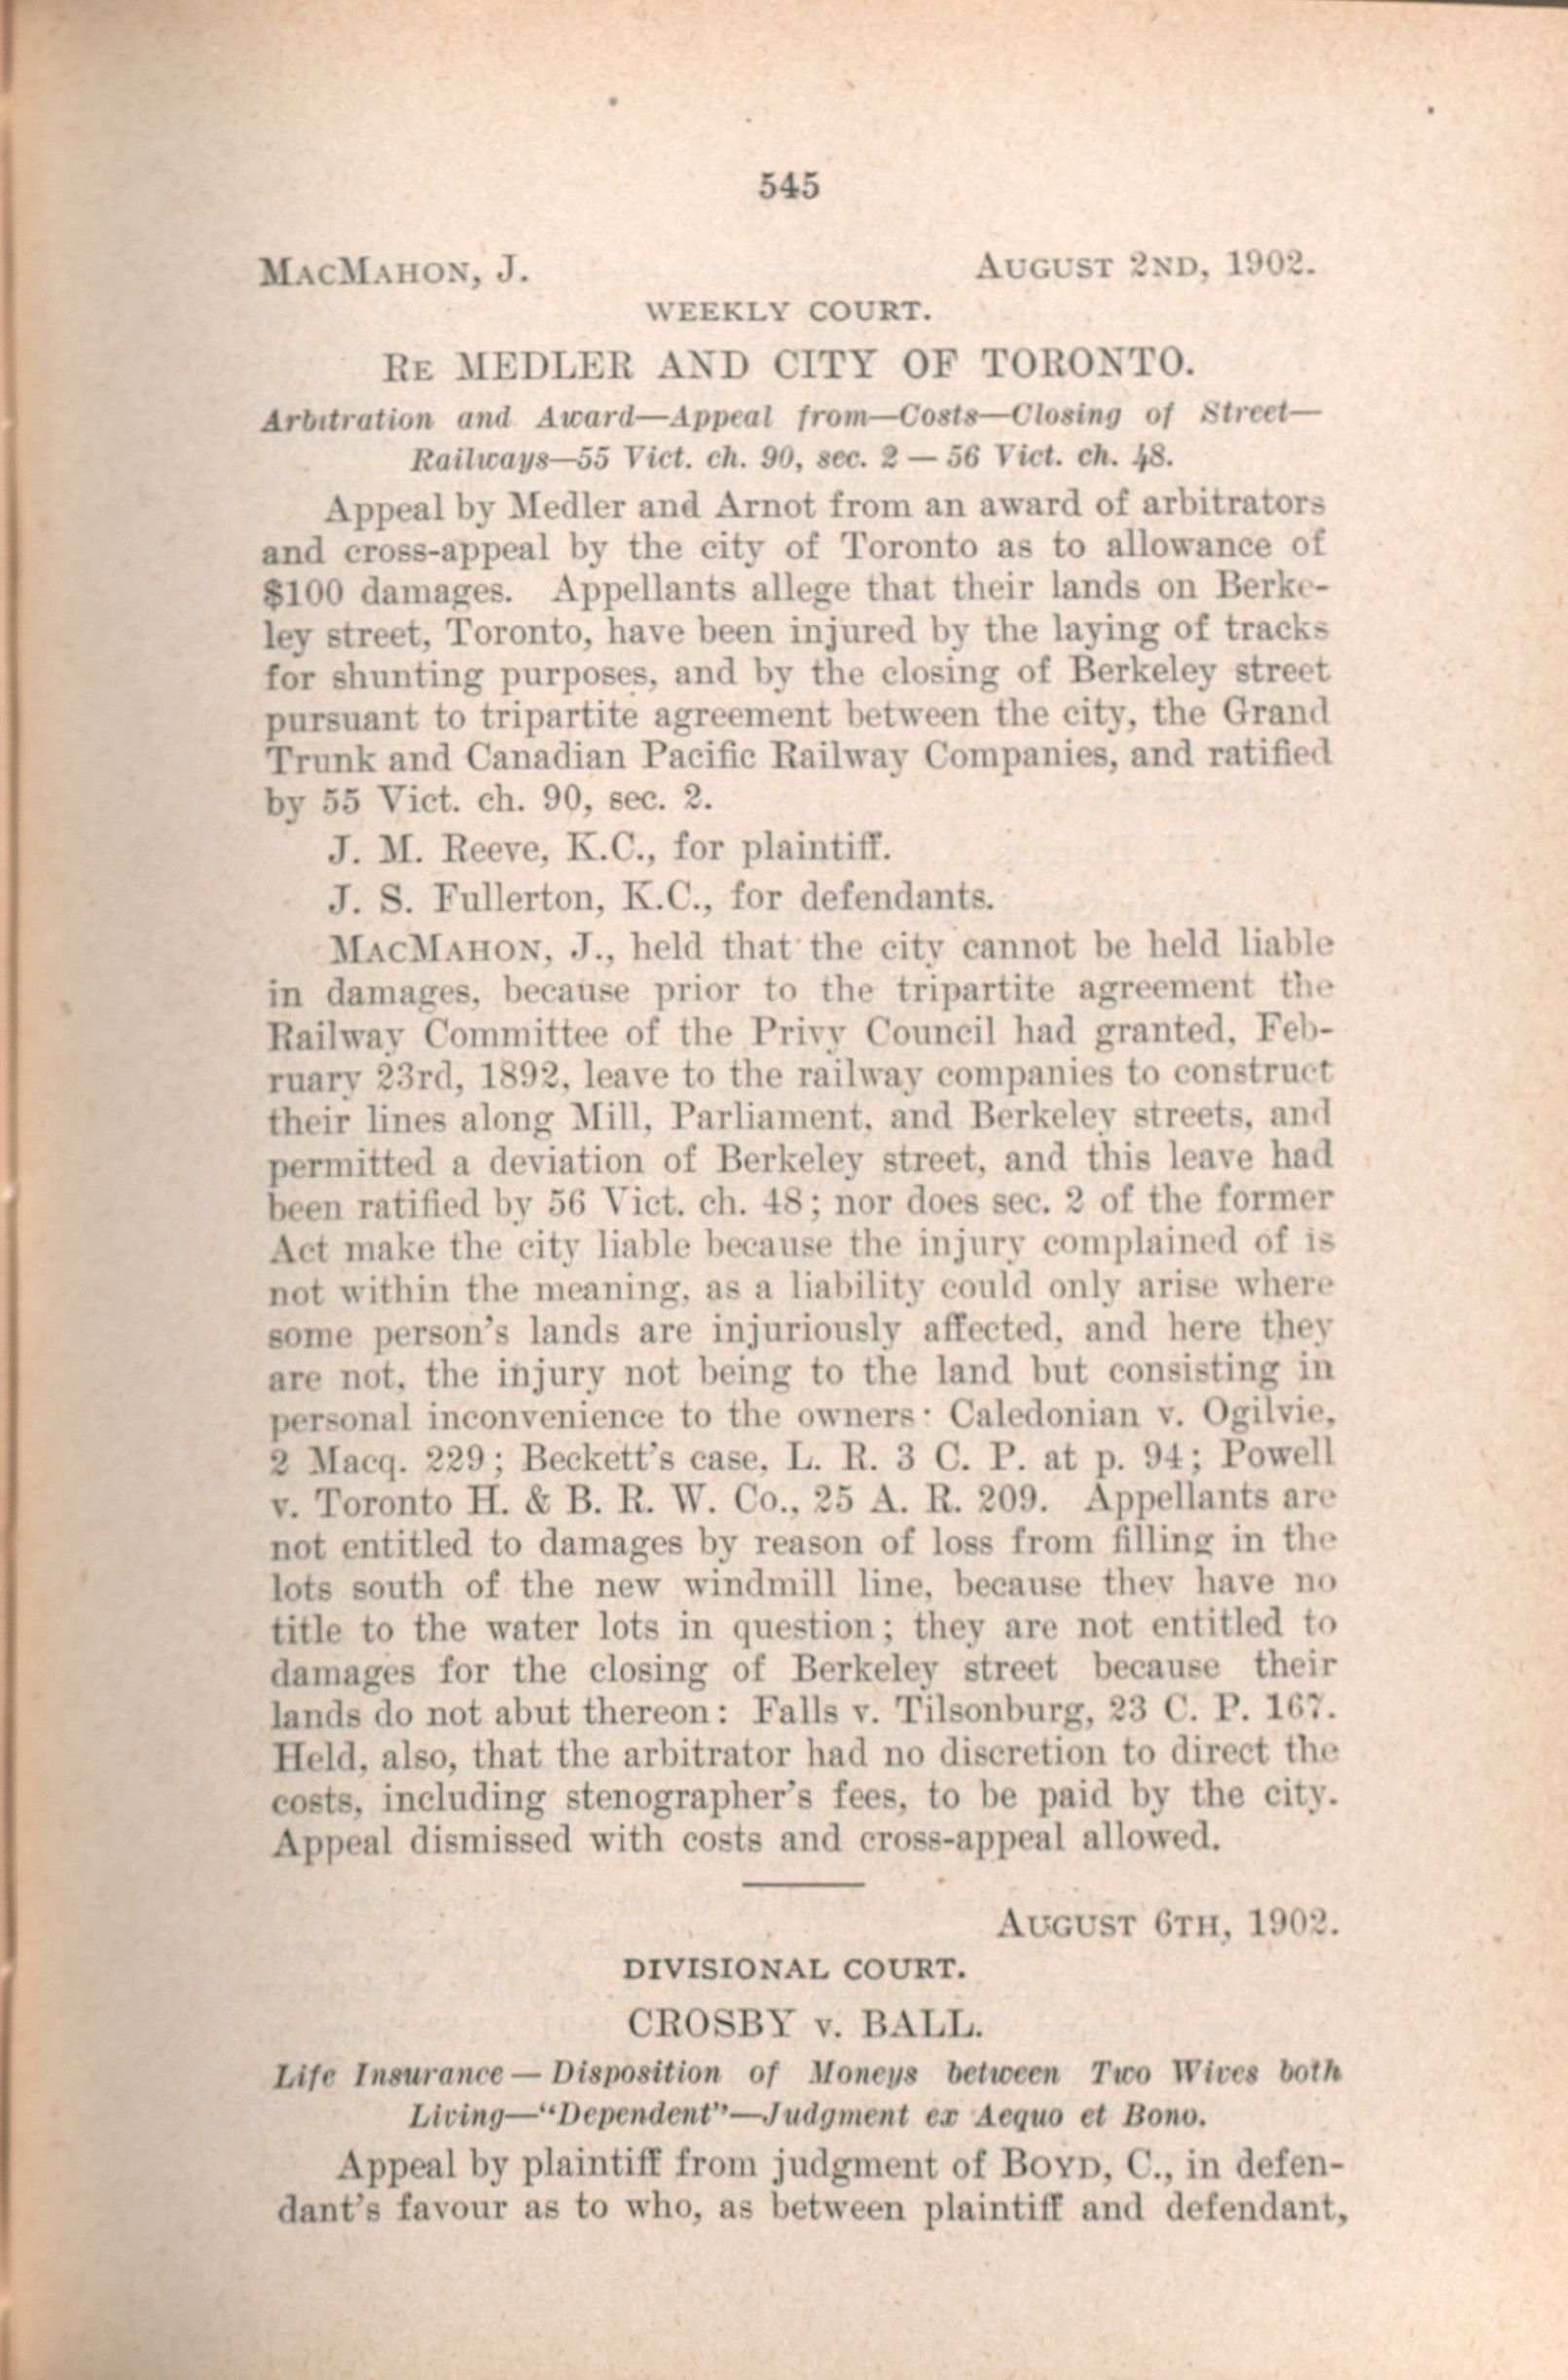 545
MACMAHON, J.
AUGUST 2ND, 1902.
WEEKLY COURT.
RE MEDLER AND CITY OF TORONTO.
Arbitration and Award—Appeal from—Costs—Closing of Street—
Railways—55 Vict. ch. 90, sec. 2 — 56 Vict. ch. 48.
Appeal by Medler and Arnot from an award of arbitrators
and cross-appeal by the city of Toronto as to allowance of
$100 damages. Appellants allege that their lands on Berke-
ley street, Toronto, have been injured by the laying of tracks
for shunting purposes, and by the closing of Berkeley street
pursuant to tripartite agreement between the city, the Grand
Trunk and Canadian Pacific Railway Companies, and ratified
by 55 Vict. ch. 90, sec. 2.
J. M. Reeve, K.C., for plaintiff.
J. S. Fullerton, K.C., for defendants.
MACMAHON, J., held that the city cannot be held liable
in damages, because prior to the tripartite agreement the
Railway Committee of the Privy Council had granted, Feb-
ruary 23rd, 1892, leave to the railway companies to construct
their lines along Mill, Parliament, and Berkeley streets, and
permitted a deviation of Berkeley street, and this leave had
been ratified by 56 Vict. ch. 48; nor does sec. 2 of the former
Act make the city liable because the injury complained of is
not within the meaning, as a liability could only arise where
some person's lands are injuriously affected, and here they
are not, the injury not being to the land but consisting in
personal inconvenience to the owners: Caledonian v. Ogilvie,
2 Macq. 229; Beckett's case, L. R. 3 C. P. at p. 94; Powell
v. Toronto H. & B. R. W. Co., 25 A. R. 209. Appellants are
not entitled to damages by reason of loss from filling in the
lots south of the new windmill line, because they have no
title to the water lots in question; they are not entitled to
damages for the closing of Berkeley street because their
lands do not abut thereon: Falls v. Tilsonburg, 23 C. P. 167.
Held, also, that the arbitrator had no discretion to direct the
costs, including stenographer's fees, to be paid by the city.
Appeal dismissed with costs and cross-appeal allowed.
AUGUST 6TH, 1902.
DIVISIONAL COURT.
CROSBY v. BALL.
Life Insurance — Disposition of Moneys between Two Wives both
Living—"Dependent"—Judgment ex Aequo et Bono.
Appeal by plaintiff from judgment of BOYD, C., in defen-
dant's favour as to who, as between plaintiff and defendant,